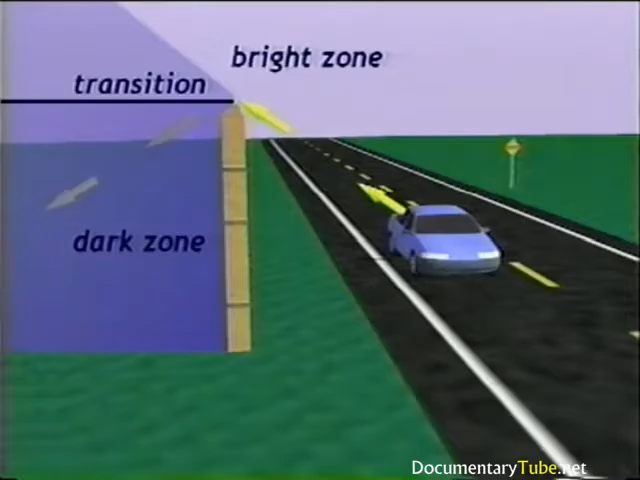 bright zone
transition
dark zone
DocumentaryTube.net